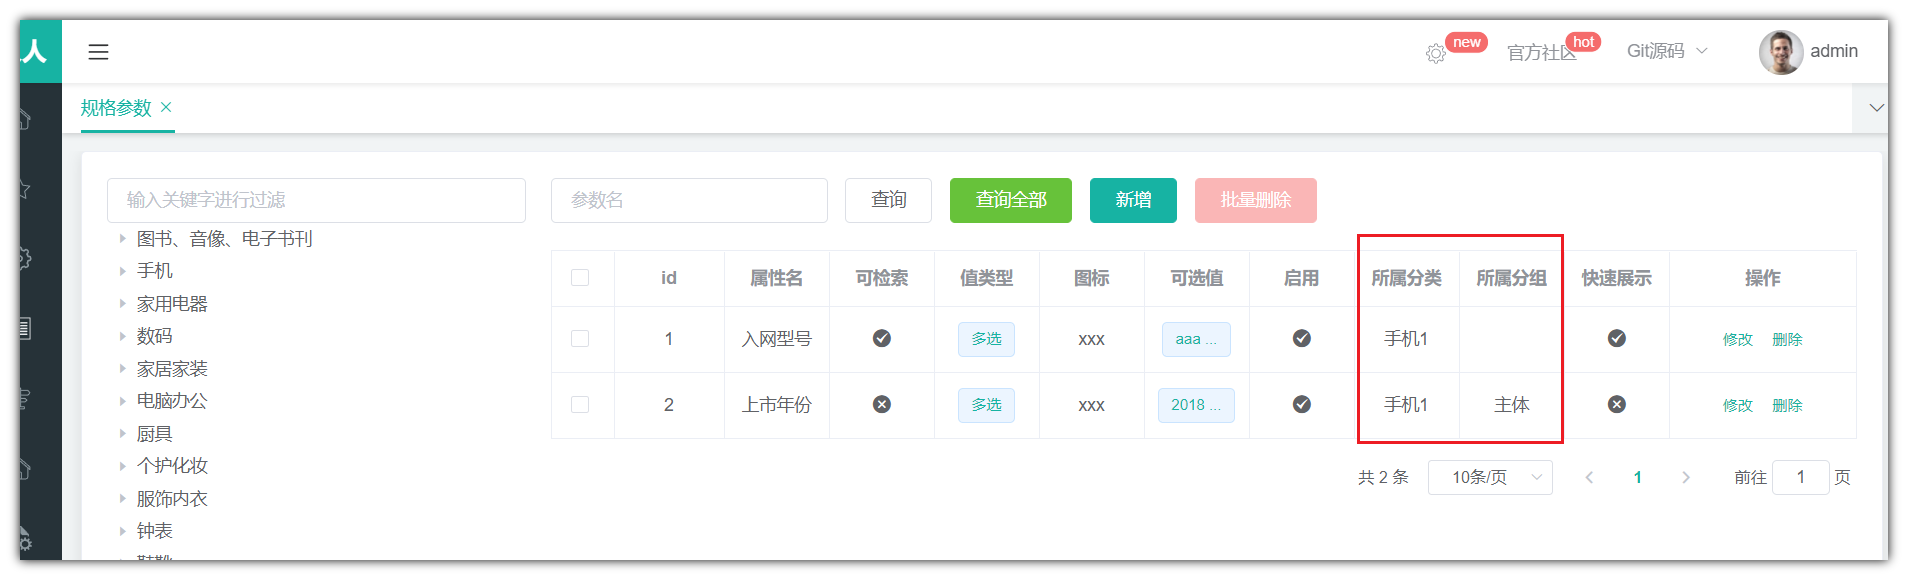 人
new
官方社区
hot
Git源码
admin
规格参数
输入关键字进行过滤
参数名
查询
查询全部
新增
批量删除
图书、音像、电子书刊
手机
家用电器
数码
家居家装
电脑办公
厨具
个护化妆
服饰内衣
钟表
id 属性名 可检索 值类型 图标 可选值 启用 所属分类 所属分组 快速展示 操作
1 入网型号 多选 xxx aaa ... 手机1 修改 删除
2 上市年份 多选 xxx 2018 ... 手机1 主体 修改 删除
共 2 条 10条/页 1 前往 1 页